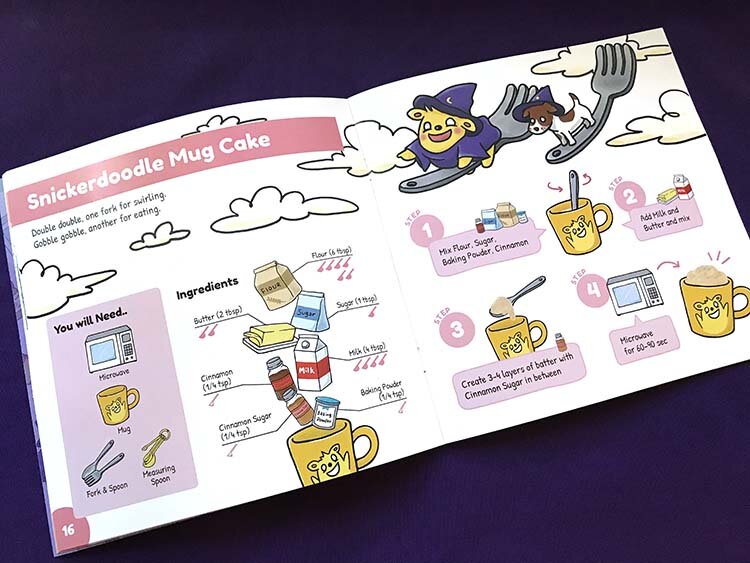 Snickerdoodle Mug Cake
Double double, one fork for swirling.
Gobble gobble, another for eating.
You will Need..
Microwave
Mug
Fork & Spoon
Measuring
Spoon
Ingredients
Flour (6 tbsp)
FLOUR
Butter (2 tbsp)
Sugar (1 tbsp)
Sugar
Milk (4 tbsp)
Milk
Cinnamon
(1/4 tsp)
Baking Powder
(1/4 tsp)
Baking
Powder
Cinnamon Sugar
(1/4 tsp)
16
STEP
1
Mix Flour, Sugar,
Baking Powder, Cinnamon
STEP
2
Add Milk and
Butter and mix
STEP
3
Create 3-4 layers of batter with
Cinnamon Sugar in between
STEP
4
Microwave
for 60-90 sec